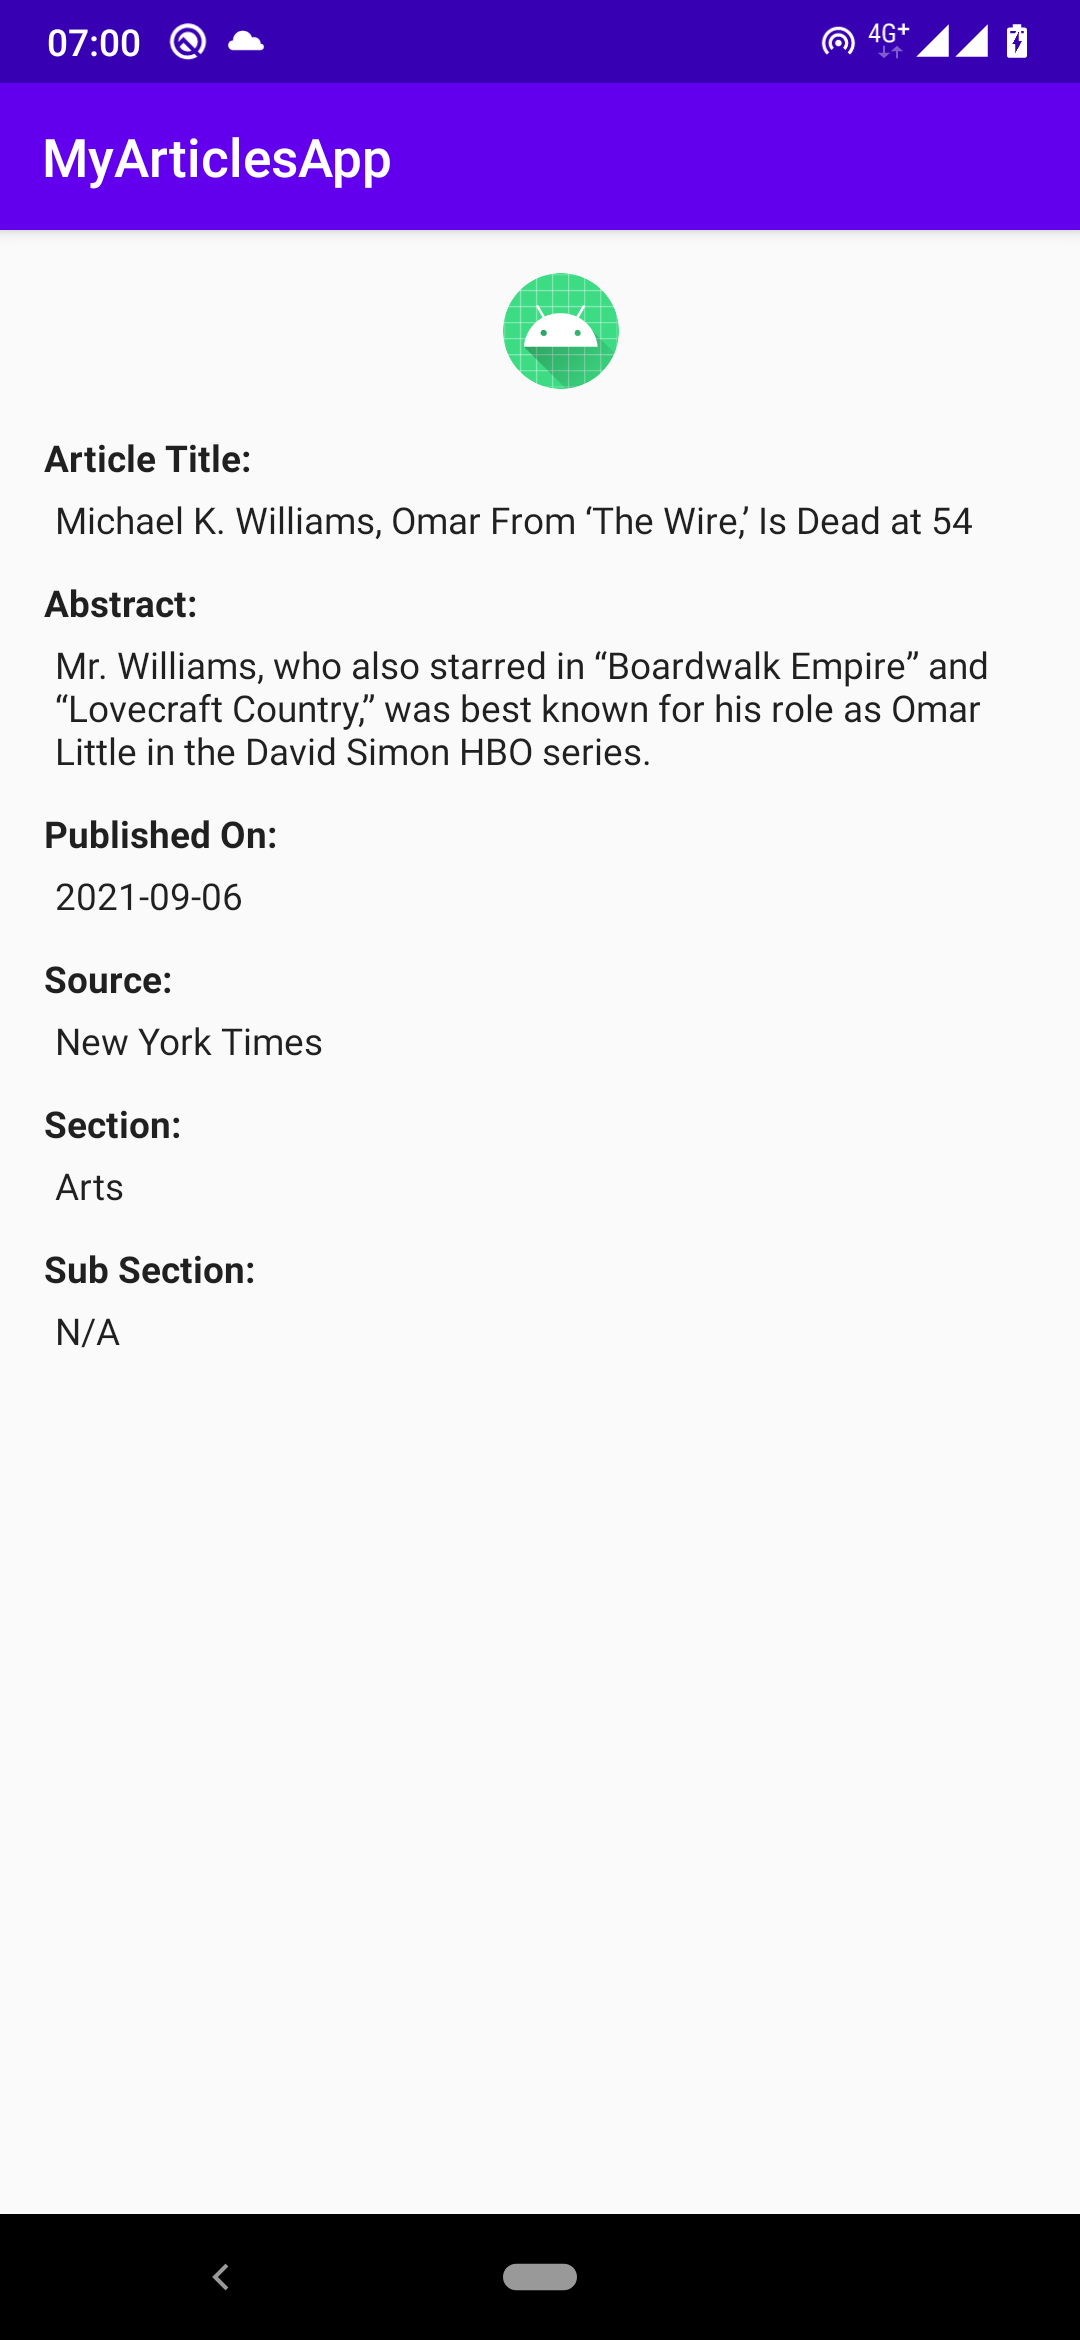 07:00
4G+
MyArticlesApp
Article Title:
Michael K. Williams, Omar From ‘The Wire,’ Is Dead at 54
Abstract:
Mr. Williams, who also starred in “Boardwalk Empire” and
“Lovecraft Country,” was best known for his role as Omar
Little in the David Simon HBO series.
Published On:
2021-09-06
Source:
New York Times
Section:
Arts
Sub Section:
N/A